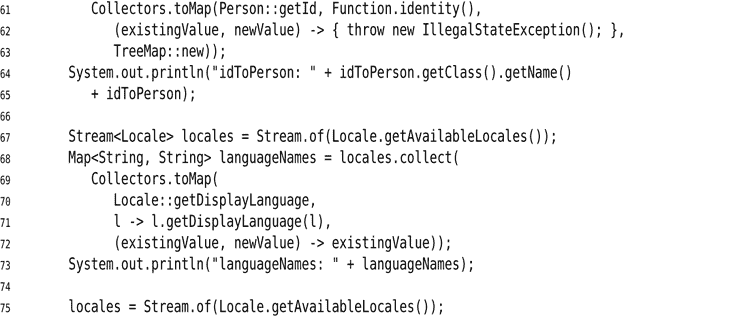 61 Collectors.toMap(Person::getId, Function.identity(),
62 (existingValue, newValue) -> { throw new IllegalStateException(); },
63 TreeMap::new));
64 System.out.println("idToPerson: " + idToPerson.getClass().getName()
65 + idToPerson);
66
67 Stream<Locale> locales = Stream.of(Locale.getAvailableLocales());
68 Map<String, String> languageNames = locales.collect(
69 Collectors.toMap(
70 Locale::getDisplayLanguage,
71 l -> l.getDisplayLanguage(l),
72 (existingValue, newValue) -> existingValue));
73 System.out.println("languageNames: " + languageNames);
74
75 locales = Stream.of(Locale.getAvailableLocales());